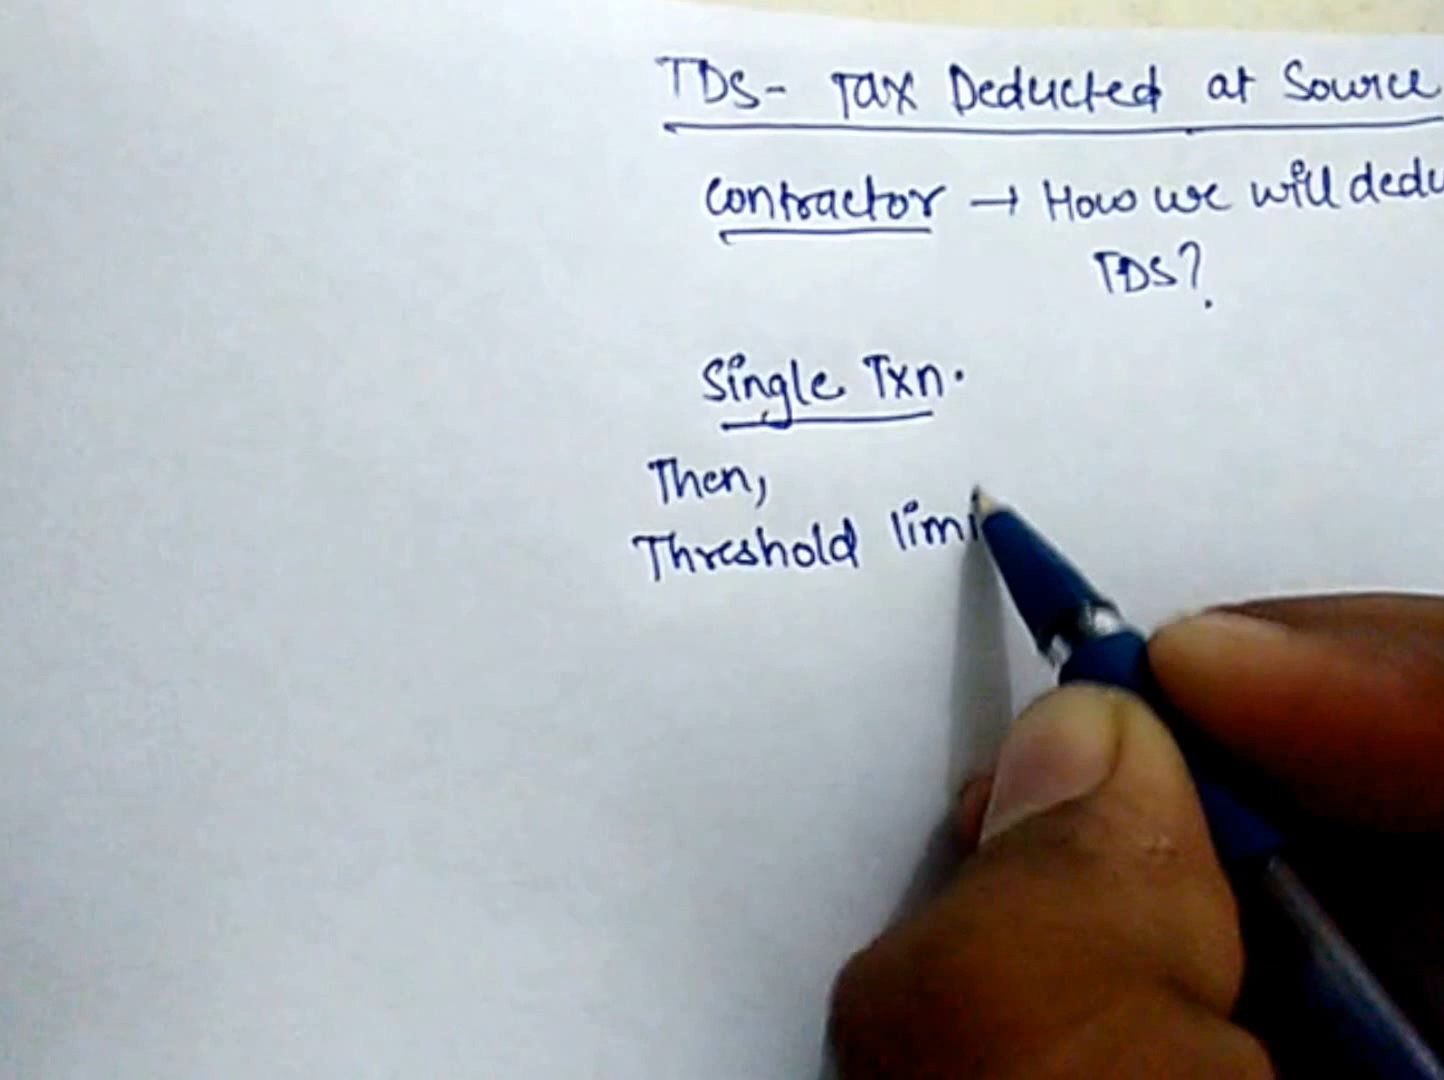 TDS- Tax Deducted at Source
Contractor → How we will dedu
TDS?
Single Txn.
Then,
Threshold limi